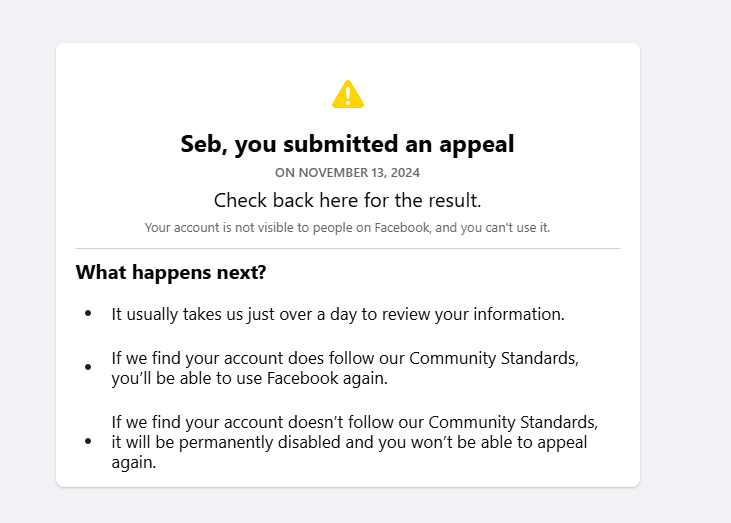 Seb, you submitted an appeal
ON NOVEMBER 13, 2024
Check back here for the result.
Your account is not visible to people on Facebook, and you can't use it.
What happens next?
• It usually takes us just over a day to review your information.
• If we find your account does follow our Community Standards,
you’ll be able to use Facebook again.
If we find your account doesn’t follow our Community Standards,
• it will be permanently disabled and you won’t be able to appeal
again.